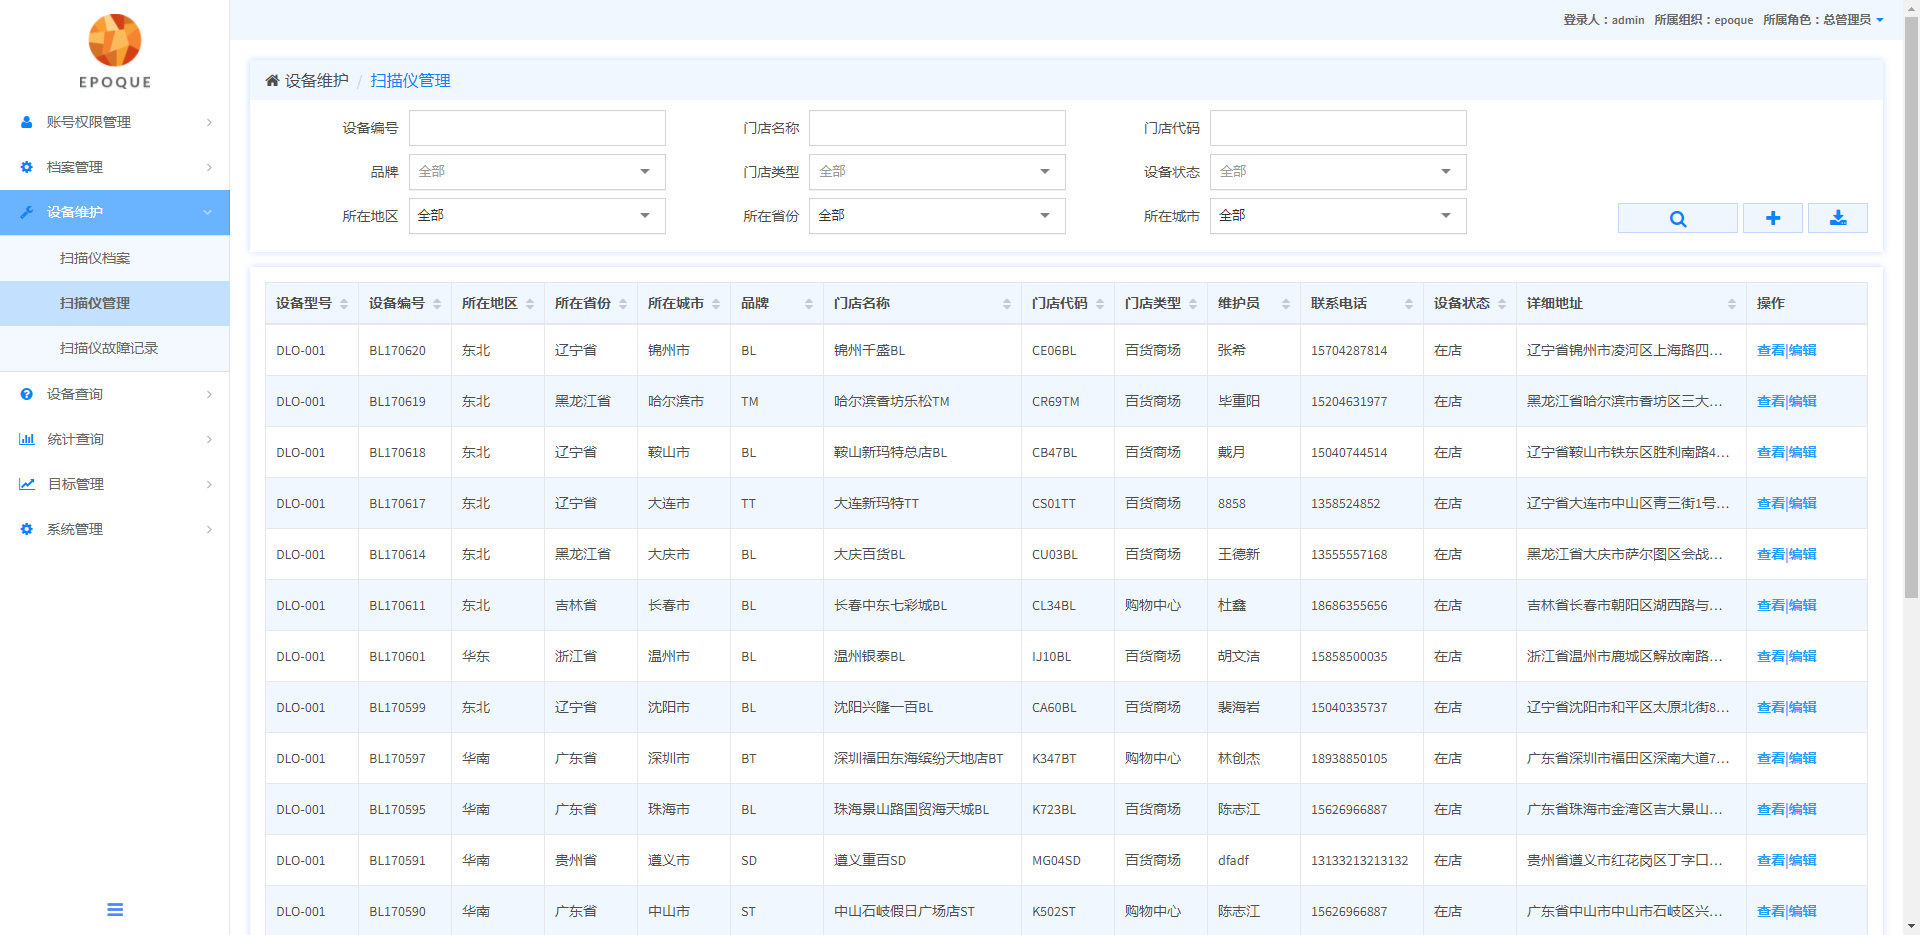 登录人：admin 所属组织：epoque 所属角色：总管理员
EPOQUE
账号权限管理
档案管理
设备维护
扫描仪档案
扫描仪管理
扫描仪故障记录
设备查询
统计查询
目标管理
系统管理
设备维护 / 扫描仪管理
设备编号 门店名称 门店代码
品牌 全部 门店类型 全部 设备状态 全部
所在地区 全部 所在省份 全部 所在城市 全部
设备型号 设备编号 所在地区 所在省份 所在城市 品牌 门店名称 门店代码 门店类型 维护员 联系电话 设备状态 详细地址 操作
DLO-001 BL170620 东北 辽宁省 锦州市 BL 锦州千盛BL CE06BL 百货商场 张希 15704287814 在店 辽宁省锦州市凌河区上海路四... 查看|编辑
DLO-001 BL170619 东北 黑龙江省 哈尔滨市 TM 哈尔滨香坊乐松TM CR69TM 百货商场 毕重阳 15204631977 在店 黑龙江省哈尔滨市香坊区三大... 查看|编辑
DLO-001 BL170618 东北 辽宁省 鞍山市 BL 鞍山新玛特总店BL CB47BL 百货商场 戴月 15040744514 在店 辽宁省鞍山市铁东区胜利南路4... 查看|编辑
DLO-001 BL170617 东北 辽宁省 大连市 TT 大连新玛特TT CS01TT 百货商场 8858 1358524852 在店 辽宁省大连市中山区青三街1号... 查看|编辑
DLO-001 BL170614 东北 黑龙江省 大庆市 BL 大庆百货BL CU03BL 百货商场 王德新 13555557168 在店 黑龙江省大庆市萨尔图区会战... 查看|编辑
DLO-001 BL170611 东北 吉林省 长春市 BL 长春中东七彩城BL CL34BL 购物中心 杜鑫 18686355656 在店 吉林省长春市朝阳区湖西路与... 查看|编辑
DLO-001 BL170601 华东 浙江省 温州市 BL 温州银泰BL IJ10BL 百货商场 胡文洁 15858500035 在店 浙江省温州市鹿城区解放南路... 查看|编辑
DLO-001 BL170599 东北 辽宁省 沈阳市 BL 沈阳兴隆一百BL CA60BL 百货商场 裴海岩 15040335737 在店 辽宁省沈阳市和平区太原北街8... 查看|编辑
DLO-001 BL170597 华南 广东省 深圳市 BT 深圳福田东海缤纷天地店BT K347BT 购物中心 林创杰 18938850105 在店 广东省深圳市福田区深南大道7... 查看|编辑
DLO-001 BL170595 华南 广东省 珠海市 BL 珠海景山路国贸海天城BL K723BL 百货商场 陈志江 15626966887 在店 广东省珠海市金湾区吉大景山... 查看|编辑
DLO-001 BL170591 华南 贵州省 遵义市 SD 遵义重百SD MG04SD 百货商场 dfadf 13133213213132 在店 贵州省遵义市红花岗区丁字口... 查看|编辑
DLO-001 BL170590 华南 广东省 中山市 ST 中山石岐假日广场店ST K502ST 购物中心 陈志江 15626966887 在店 广东省中山市中山市石岐区兴... 查看|编辑